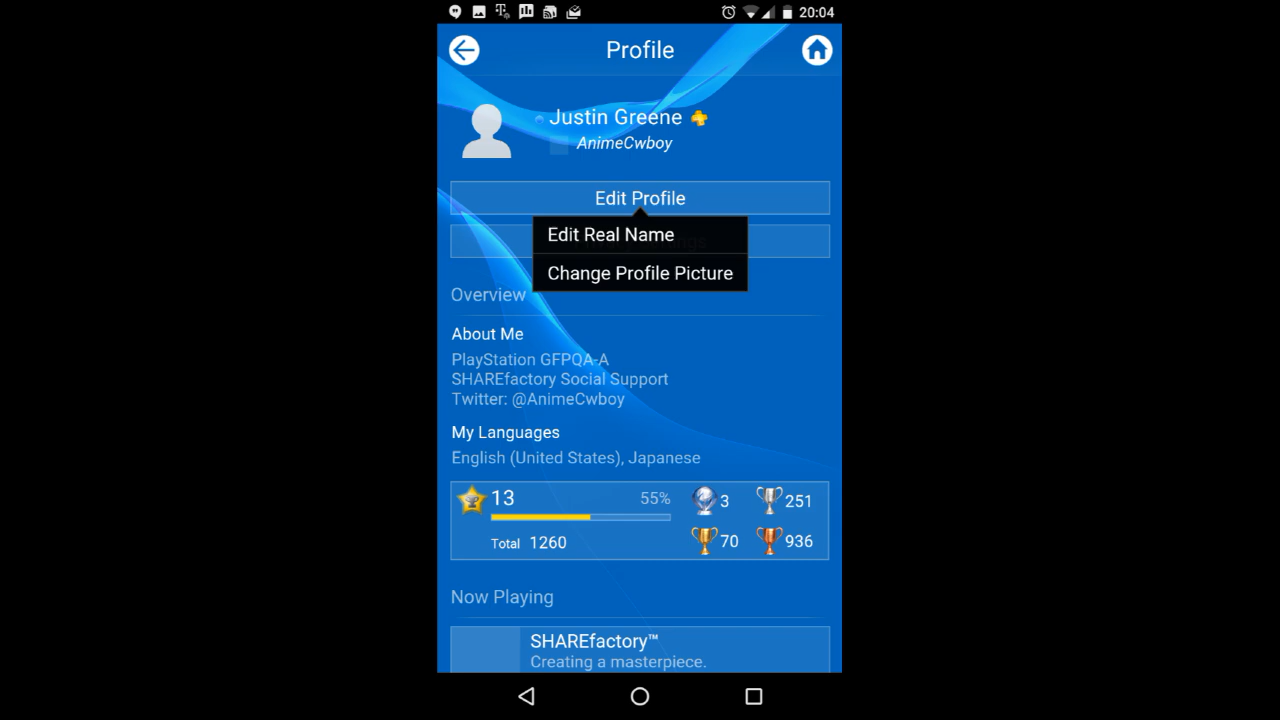 20:04
Profile
Justin Greene
AnimeCwboy
Edit Profile
Edit Real Name
Change Profile Picture
Overview
About Me
PlayStation GFPQA-A
SHAREfactory Social Support
Twitter: @AnimeCwboy
My Languages
English (United States), Japanese
13 55% 3 251
Total 1260 70 936
Now Playing
SHAREfactory™
Creating a masterpiece.